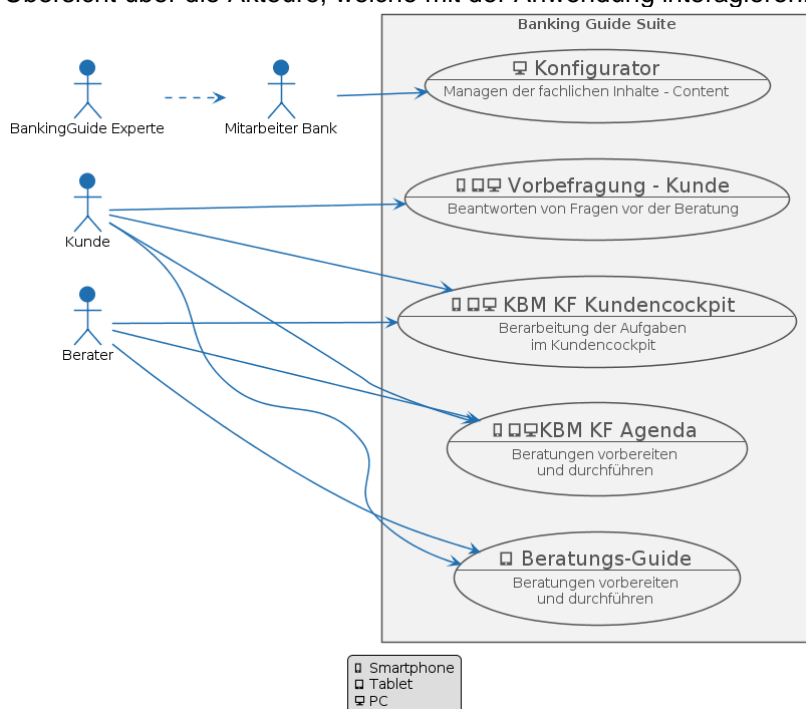 Übersicht über die Akteure, welche mit der Anwendung interagieren.
Banking Guide Suite
Konfigurator
Managen der fachlichen Inhalte - Content
BankingGuide Experte
Mitarbeiter Bank
Vorbefragung - Kunde
Beantworten von Fragen vor der Beratung
Kunde
KBM KF Kundencockpit
Berarbeitung der Aufgaben
im Kundencockpit
Berater
KBM KF Agenda
Beratungen vorbereiten
und durchführen
Beratungs-Guide
Beratungen vorbereiten
und durchführen
Smartphone
Tablet
PC